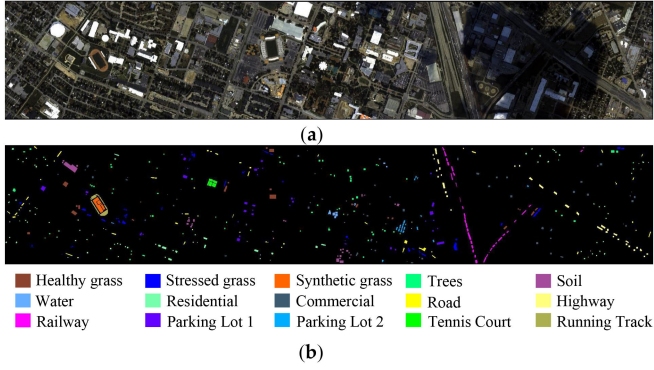 (a)
Healthy grass Stressed grass Synthetic grass Trees Soil
Water Residential Commercial Road Highway
Railway Parking Lot 1 Parking Lot 2 Tennis Court Running Track
(b)